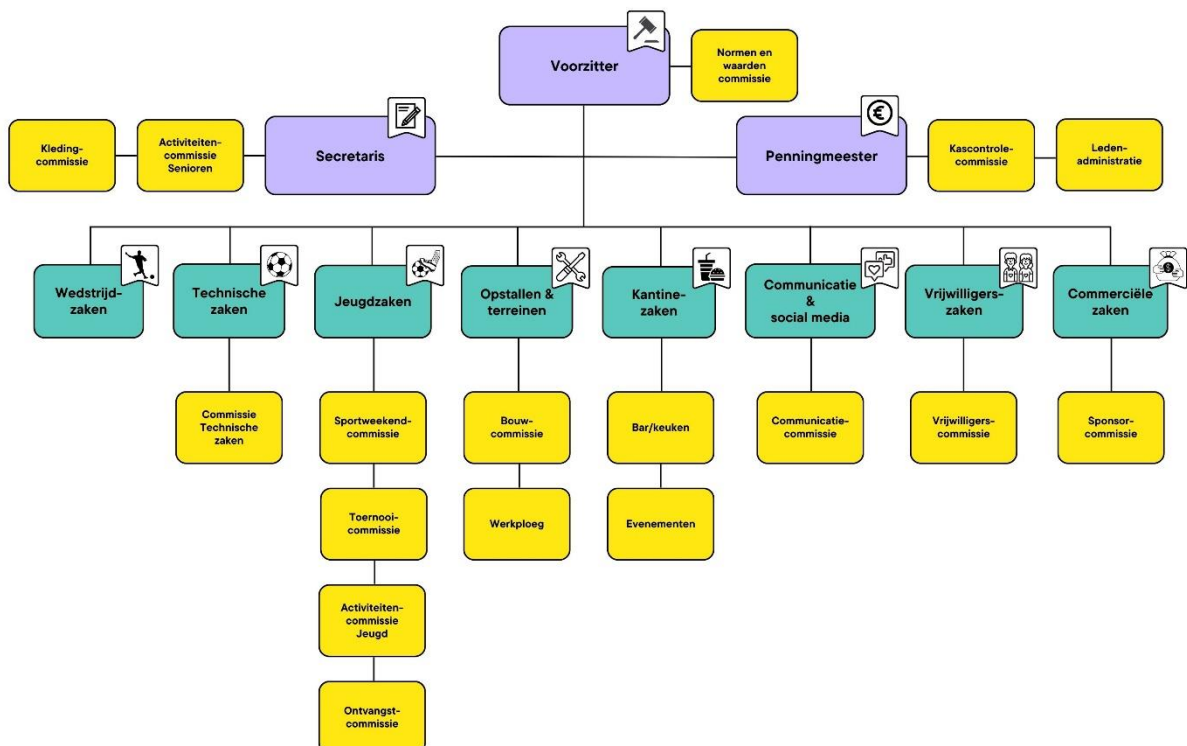 Voorzitter
Normen en
waarden
commissie
Kleding-
commissie
Activiteiten-
commissie
Senioren
Secretaris
Penningmeester
Kascontrole-
commissie
Leden-
administratie
Wedstrijd-
zaken
Technische
zaken
Jeugdzaken
Opstallen &
terreinen
Kantine-
zaken
Communicatie
&
social media
Vrijwilligers-
zaken
Commerciële
zaken
Commissie
Technische
zaken
Sportweekend-
commissie
Bouw-
commissie
Bar/keuken
Communicatie-
commissie
Vrijwilligers-
commissie
Sponsor-
commissie
Toernooi-
commissie
Werkploeg
Evenementen
Activiteiten-
commissie
Jeugd
Ontvangst-
commissie